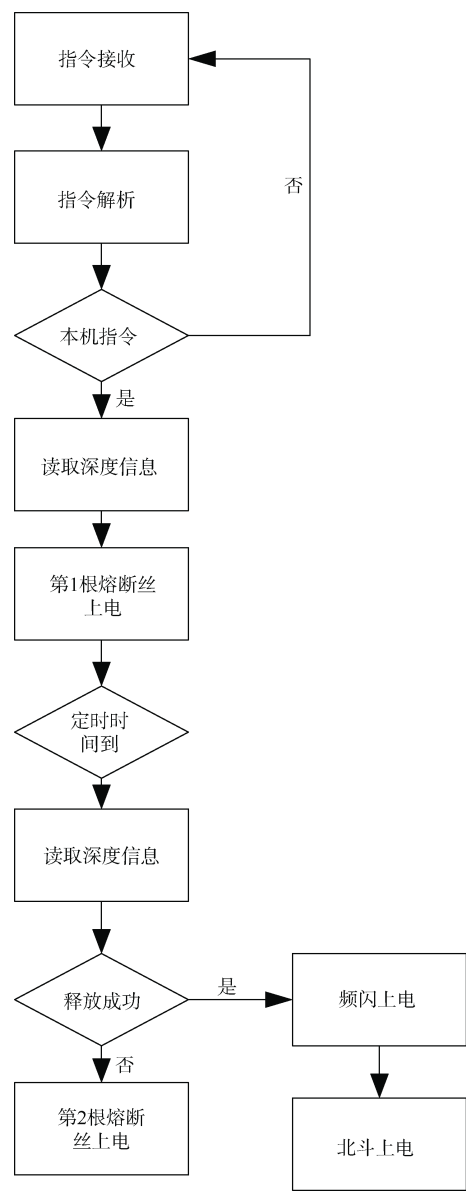 指令接收
否
指令解析
本机指令
是
读取深度信息
第1根熔断丝
上电
定时时
间到
读取深度信息
释放成功
是
频闪上电
否
第2根熔断
丝上电
北斗上电